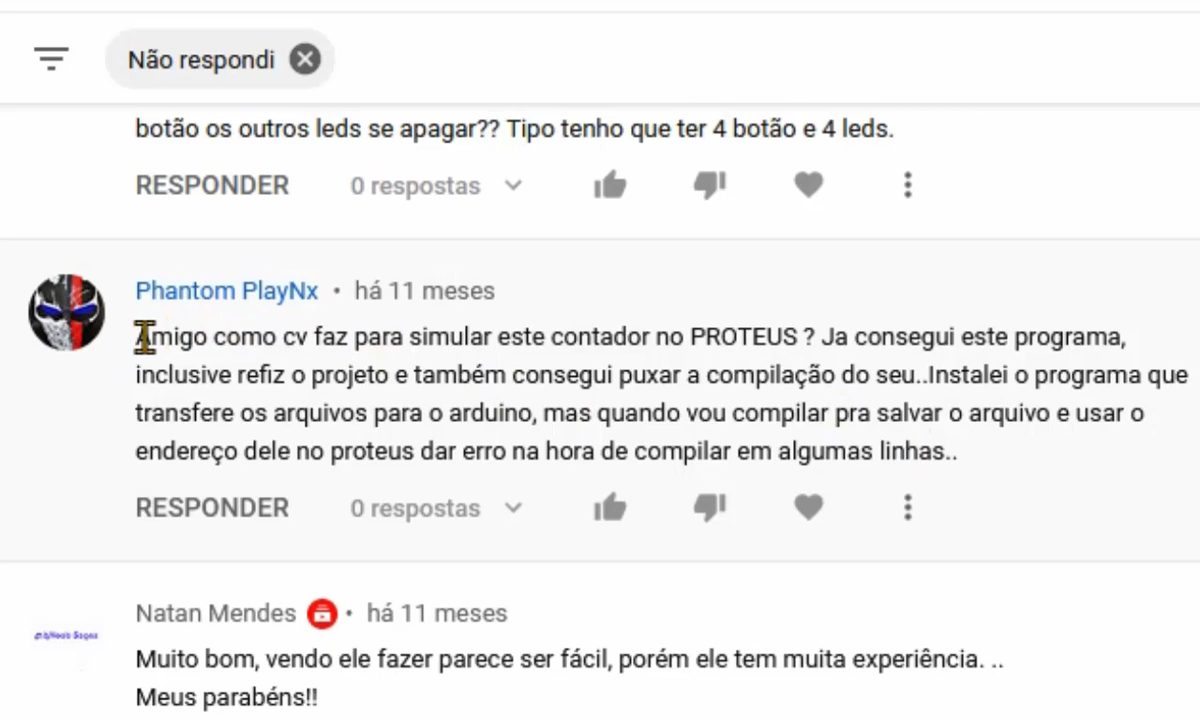 Não respondi
botão os outros leds se apagar?? Tipo tenho que ter 4 botão e 4 leds.
RESPONDER 0 respostas
Phantom PlayNx • há 11 meses
Amigo como cv faz para simular este contador no PROTEUS ? Ja consegui este programa,
inclusive refiz o projeto e também consegui puxar a compilação do seu..Instalei o programa que
transfere os arquivos para o arduino, mas quando vou compilar pra salvar o arquivo e usar o
endereço dele no proteus dar erro na hora de compilar em algumas linhas..
RESPONDER 0 respostas
Natan Mendes • há 11 meses
Muito bom, vendo ele fazer parece ser fácil, porém ele tem muita experiência. ..
Meus parabéns!!